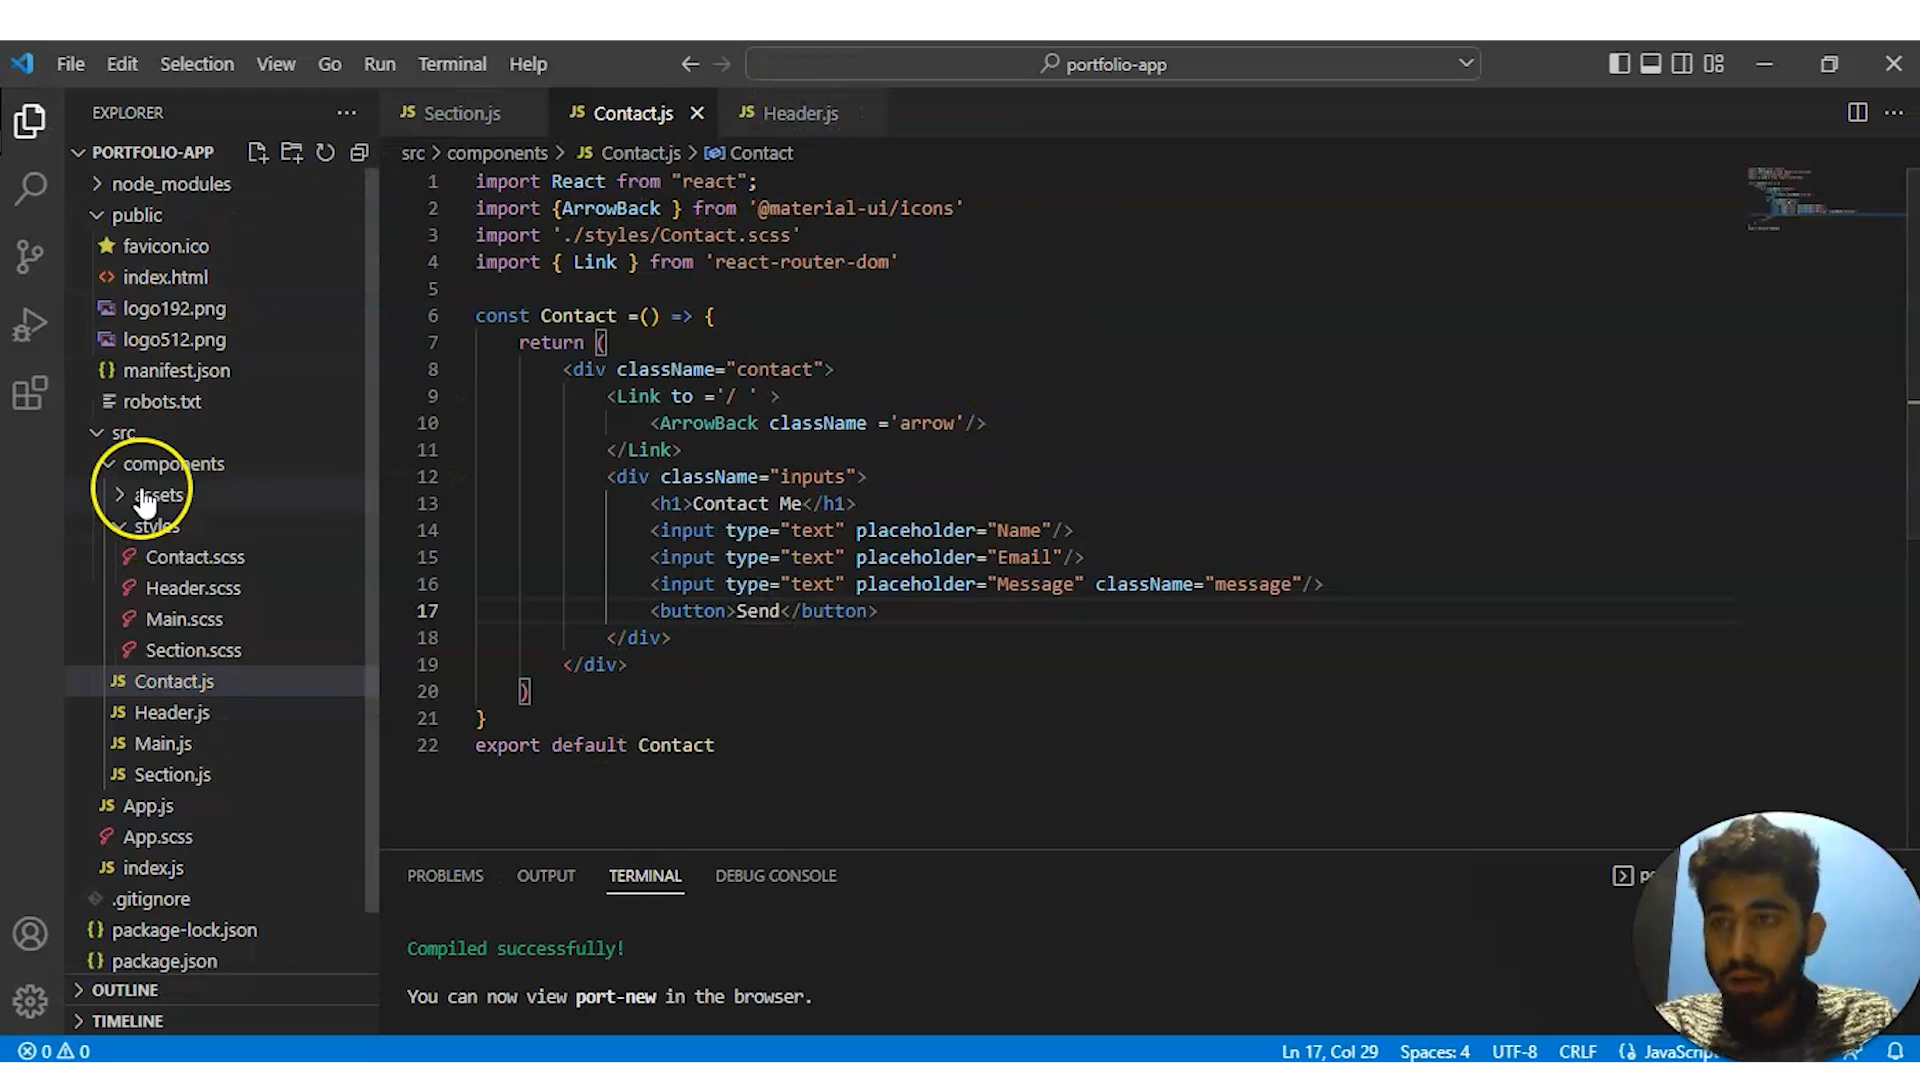 File Edit Selection View Go Run Terminal Help
portfolio-app
EXPLORER
PORTFOLIO-APP
node_modules
public
favicon.ico
index.html
logo192.png
logo512.png
manifest.json
robots.txt
src
components
assets
styles
Contact.scss
Header.scss
Main.scss
Section.scss
JS Contact.js
JS Header.js
JS Main.js
JS Section.js
JS App.js
App.scss
JS index.js
.gitignore
{} package-lock.json
{} package.json
OUTLINE
TIMELINE
JS Section.js JS Contact.js JS Header.js
src > components > JS Contact.js > Contact
1 import React from "react";
2 import {ArrowBack } from '@material-ui/icons'
3 import './styles/Contact.scss'
4 import { Link } from 'react-router-dom'
5
6 const Contact =() => {
7 return (
8 <div className="contact">
9 <Link to ='/ ' >
10 <ArrowBack className ='arrow'/>
11 </Link>
12 <div className="inputs">
13 <h1>Contact Me</h1>
14 <input type="text" placeholder="Name"/>
15 <input type="text" placeholder="Email"/>
16 <input type="text" placeholder="Message" className="message"/>
17 <button>Send</button>
18 </div>
19 </div>
20 )
21 }
22 export default Contact
PROBLEMS OUTPUT TERMINAL DEBUG CONSOLE
Compiled successfully!
You can now view port-new in the browser.
0 0
Ln 17, Col 29 Spaces: 4 UTF-8 CRLF {} JavaScript